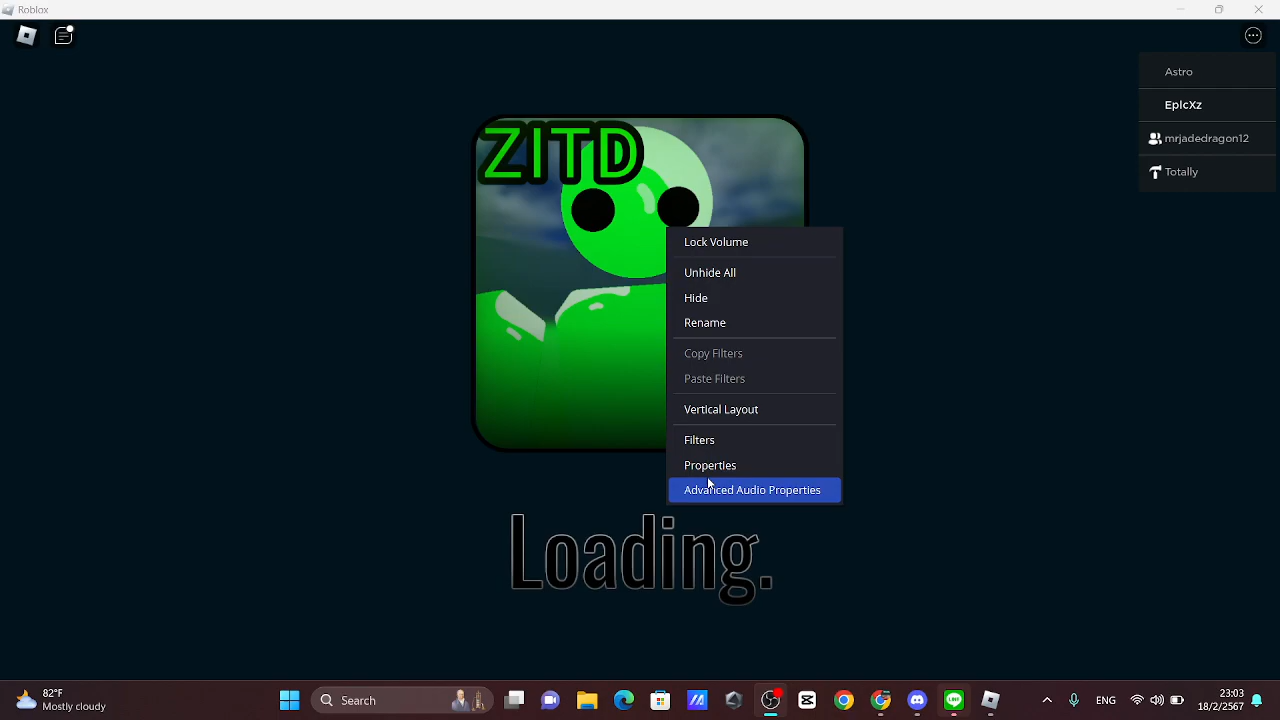 Roblox
Astro
EpIcXz
mrjadedragon12
Totally
ZITD
Lock Volume
Unhide All
Hide
Rename
Copy Filters
Paste Filters
Vertical Layout
Filters
Properties
Advanced Audio Properties
Loading.
82°F
Mostly cloudy
Search
ENG
23:03
18/2/2567